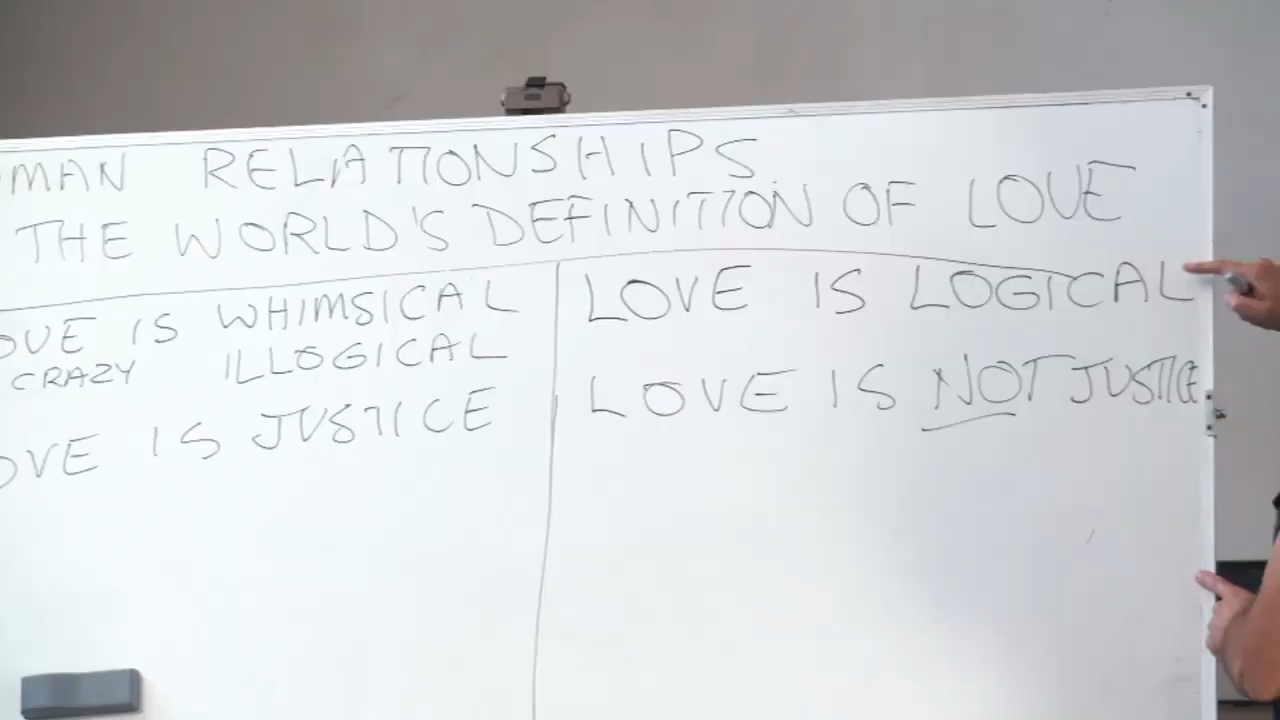 MAN RELATIONSHIPS
THE WORLD'S DEFINITION OF LOVE
OVE IS WHIMSICAL
CRAZY ILLOGICAL
OVE IS JUSTICE
LOVE IS LOGICAL
LOVE IS NOT JUSTICE